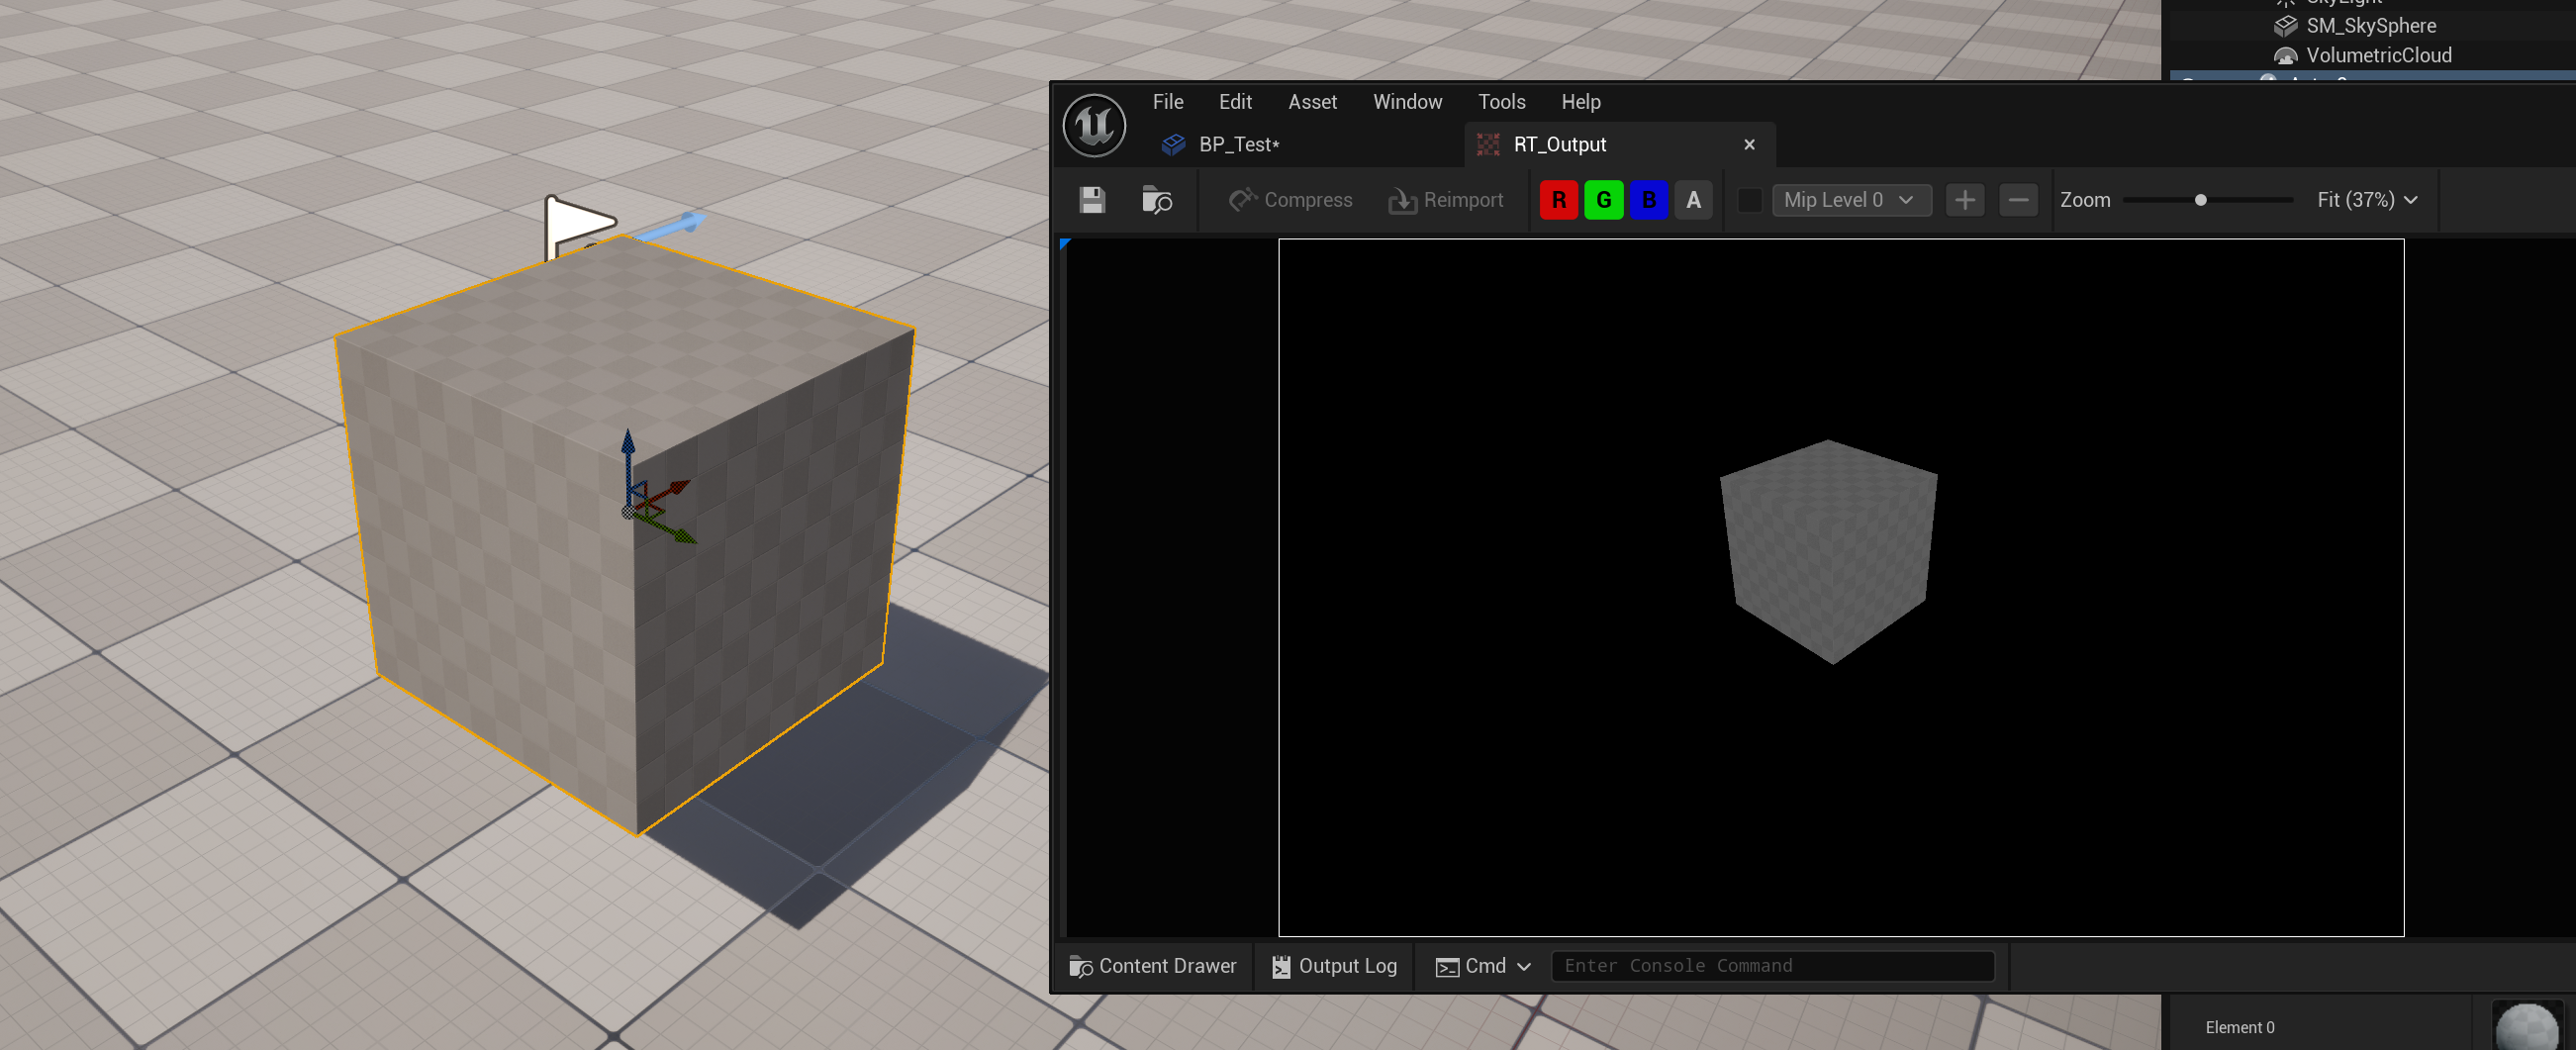 SkyLight
SM_SkySphere
VolumetricCloud
File Edit Asset Window Tools Help
BP_Test*
RT_Output
Compress
Reimport
R G B A
Mip Level 0
Zoom
Fit (37%)
Content Drawer
Output Log
Cmd
Enter Console Command
Element 0